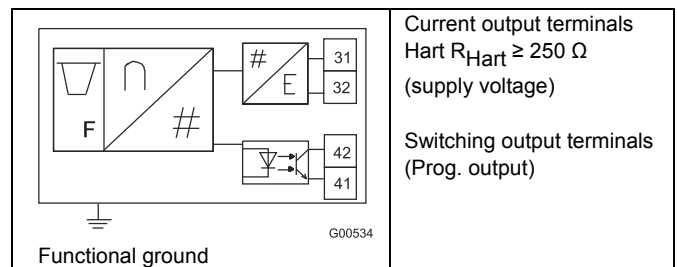 F
∩
#
#
E
31
32
42
41
G00534
Functional ground
Current output terminals
Hart R_Hart ≥ 250 Ω
(supply voltage)
Switching output terminals
(Prog. output)